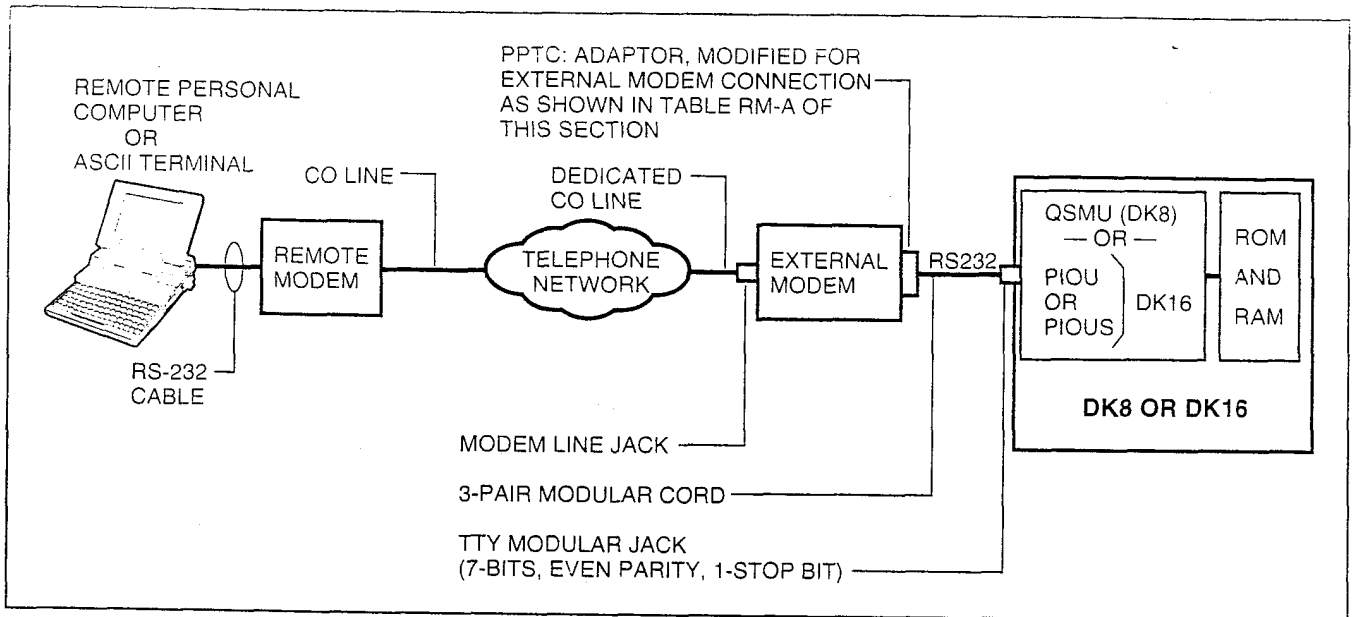 REMOTE PERSONAL
COMPUTER
OR
ASCII TERMINAL
RS-232
CABLE
REMOTE
MODEM
CO LINE
TELEPHONE
NETWORK
DEDICATED
CO LINE
PPTC: ADAPTOR, MODIFIED FOR
EXTERNAL MODEM CONNECTION
AS SHOWN IN TABLE RM-A OF
THIS SECTION
EXTERNAL
MODEM
RS232
QSMU (DK8)
— OR —
PIOU
OR
PIOUS
DK16
ROM
AND
RAM
DK8 OR DK16
MODEM LINE JACK
3-PAIR MODULAR CORD
TTY MODULAR JACK
(7-BITS, EVEN PARITY, 1-STOP BIT)